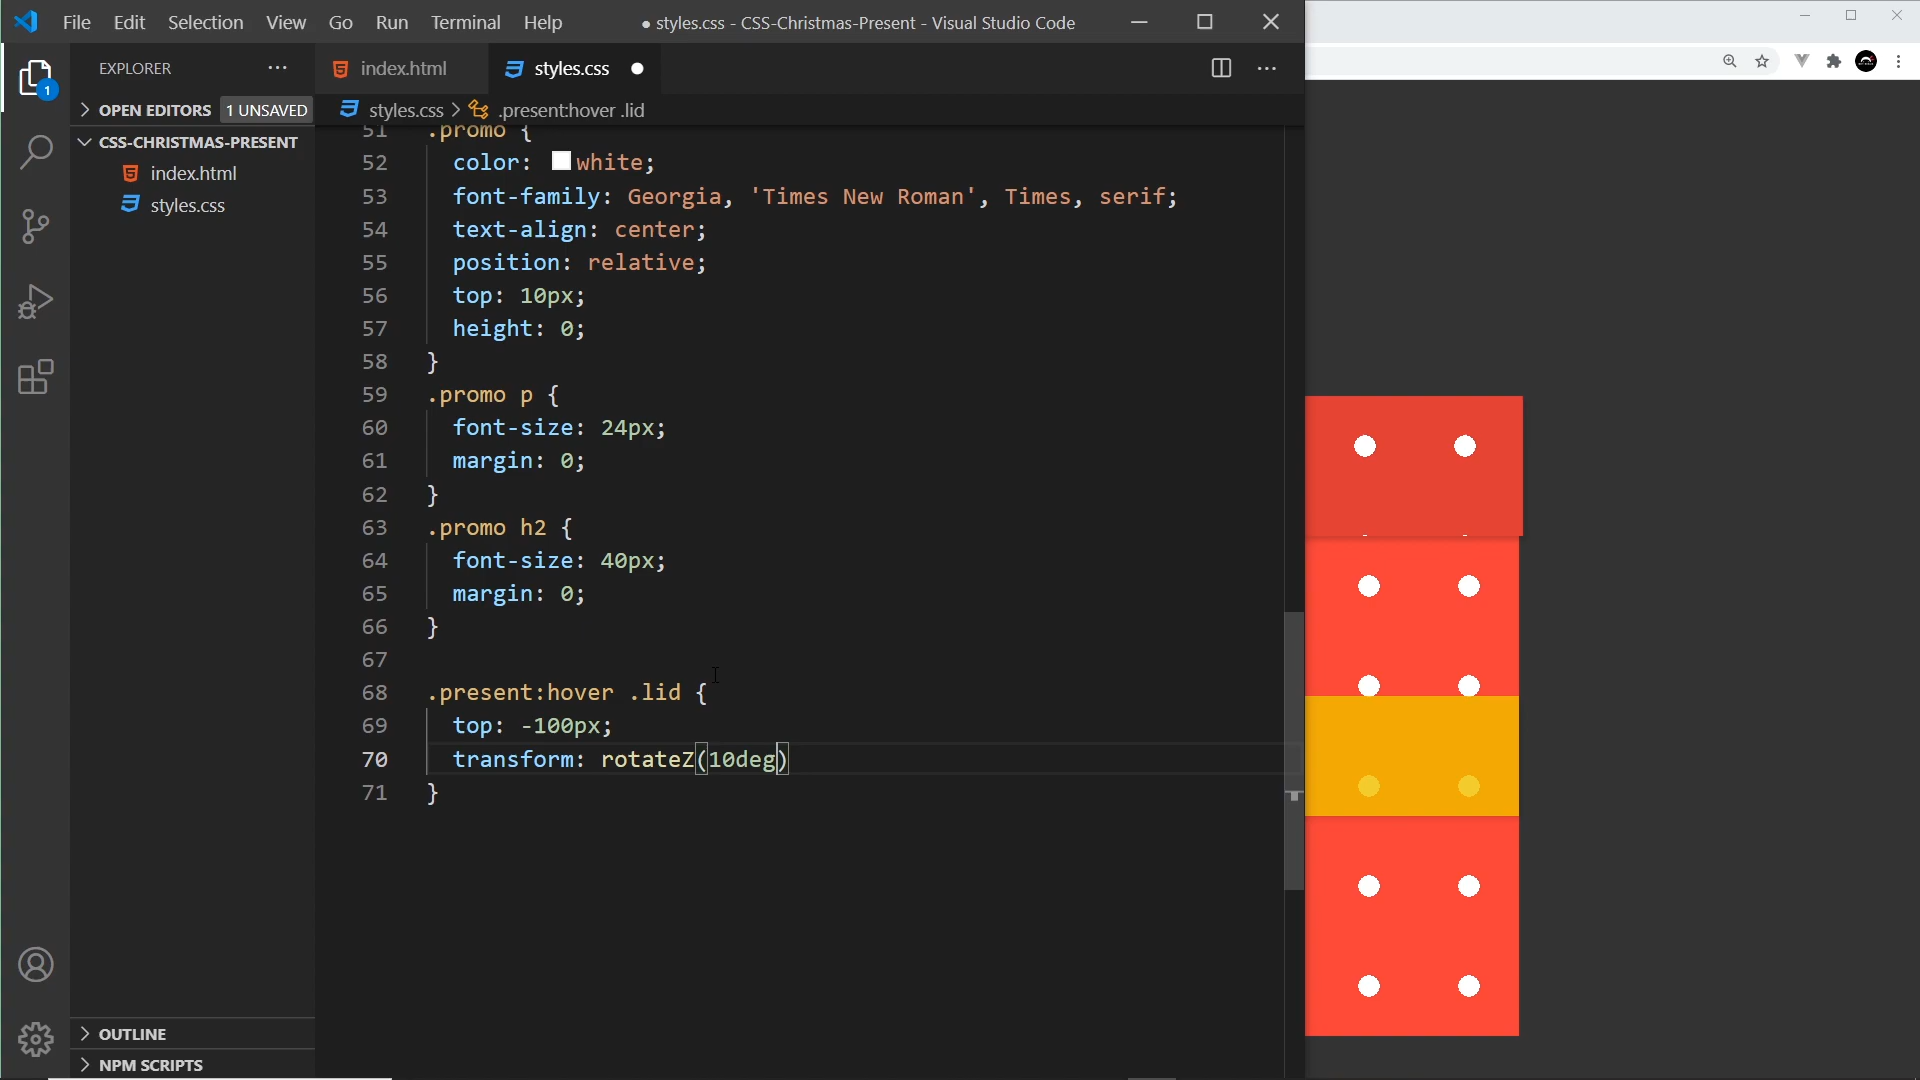 File Edit Selection View Go Run Terminal Help
● styles.css - CSS-Christmas-Present - Visual Studio Code
EXPLORER
index.html
styles.css
1
OPEN EDITORS 1 UNSAVED
styles.css > .present:hover .lid
CSS-CHRISTMAS-PRESENT
index.html
styles.css
51 .promo {
52 color: white;
53 font-family: Georgia, 'Times New Roman', Times, serif;
54 text-align: center;
55 position: relative;
56 top: 10px;
57 height: 0;
58 }
59 .promo p {
60 font-size: 24px;
61 margin: 0;
62 }
63 .promo h2 {
64 font-size: 40px;
65 margin: 0;
66 }
67
68 .present:hover .lid {
69 top: -100px;
70 transform: rotateZ(10deg)
71 }
OUTLINE
NPM SCRIPTS